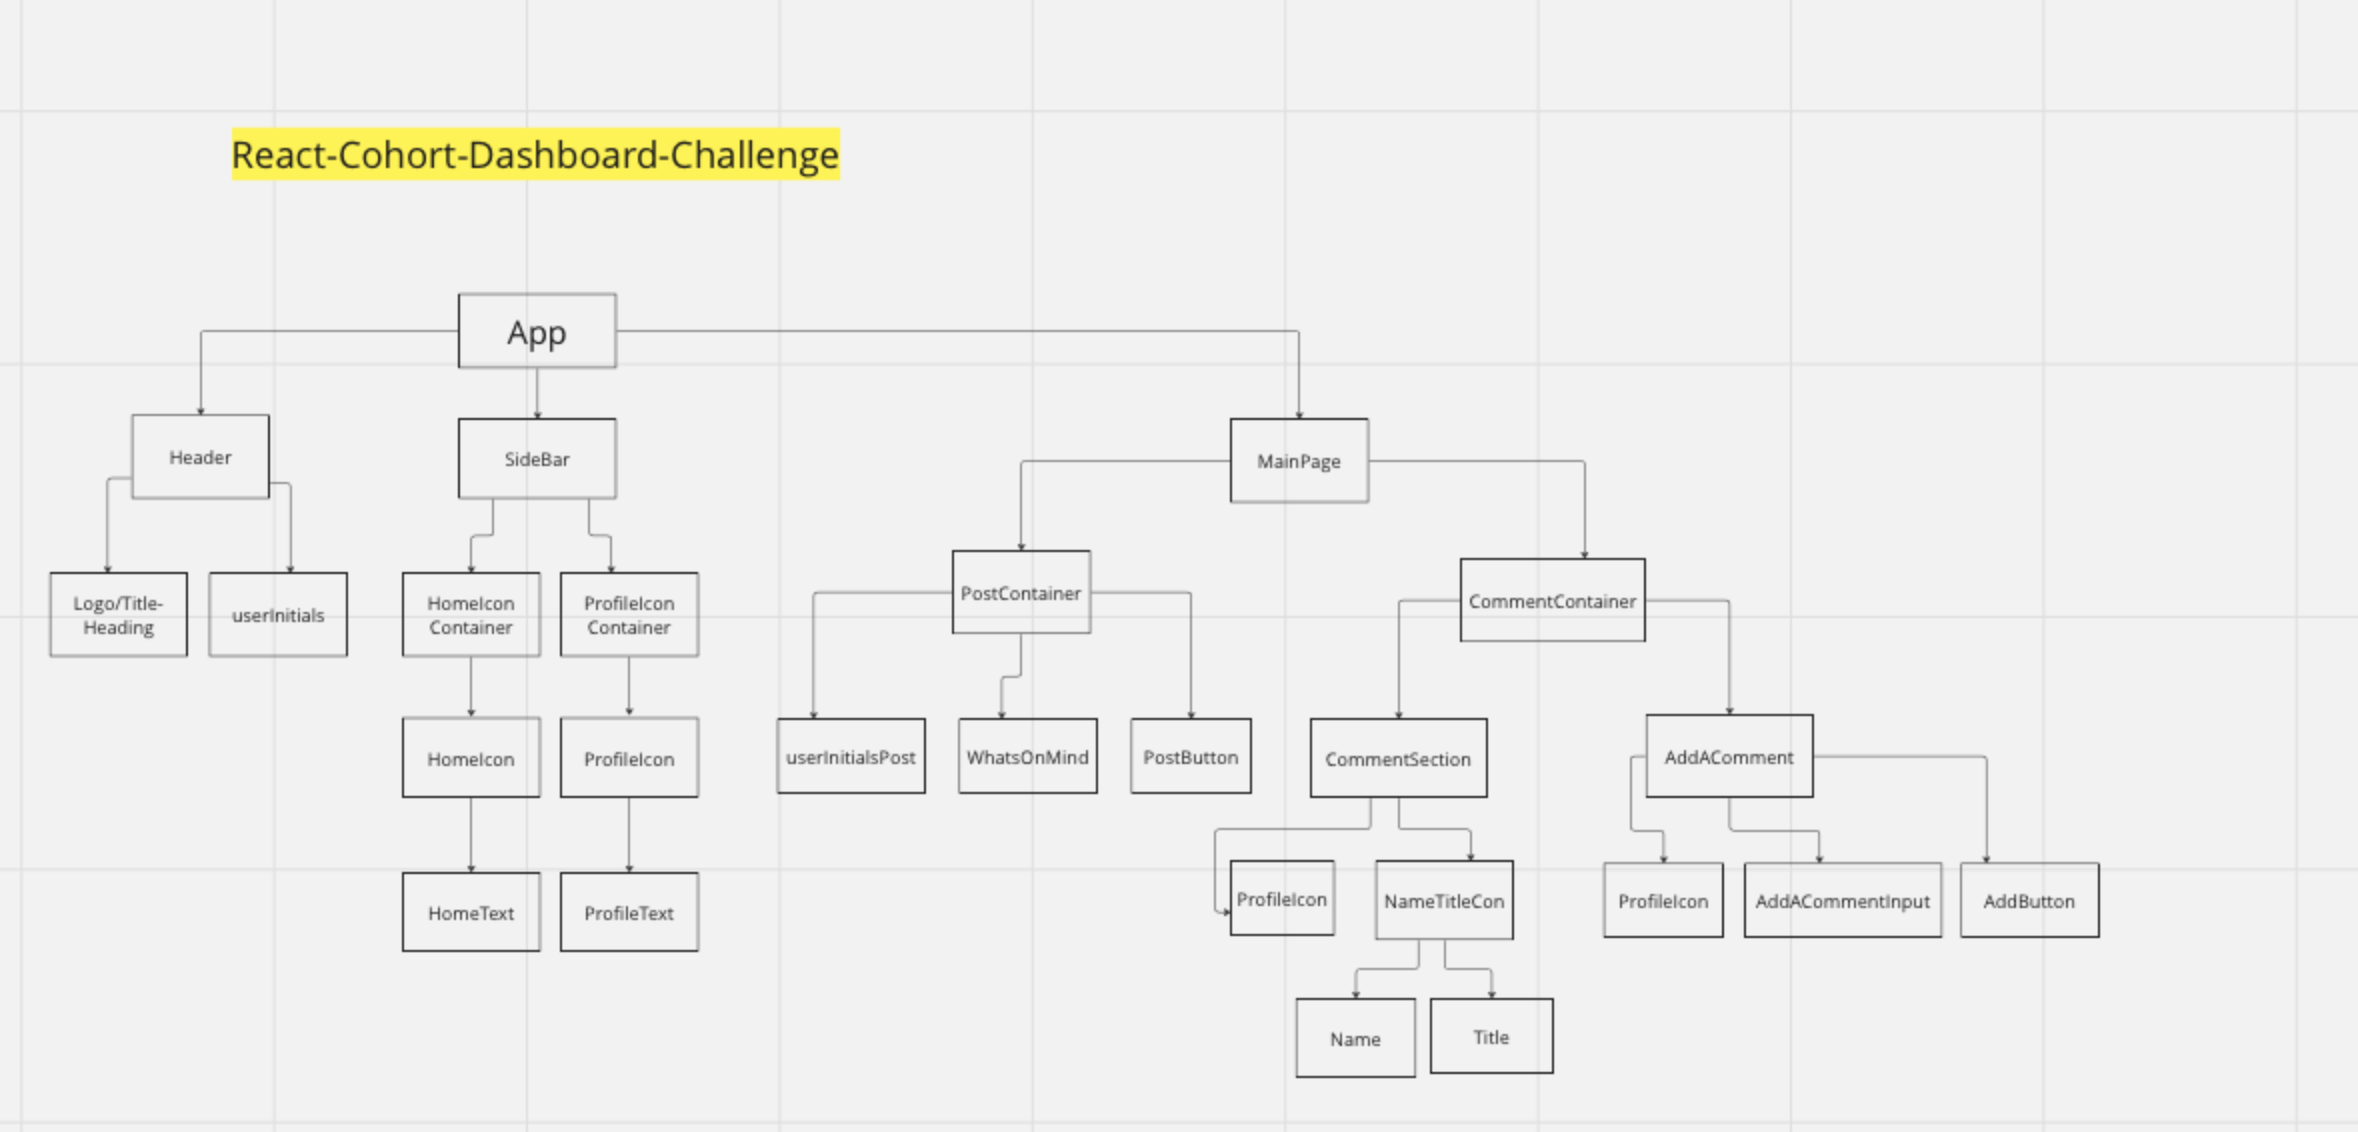 React-Cohort-Dashboard-Challenge
App
Header
SideBar
MainPage
PostContainer
CommentContainer
Logo/Title-
Heading
userInitials
HomeIcon
Container
ProfileIcon
Container
HomeIcon
ProfileIcon
userInitialsPost
WhatsOnMind
PostButton
CommentSection
AddAComment
HomeText
ProfileText
ProfileIcon
NameTitleCon
ProfileIcon
AddACommentInput
AddButton
Name
Title